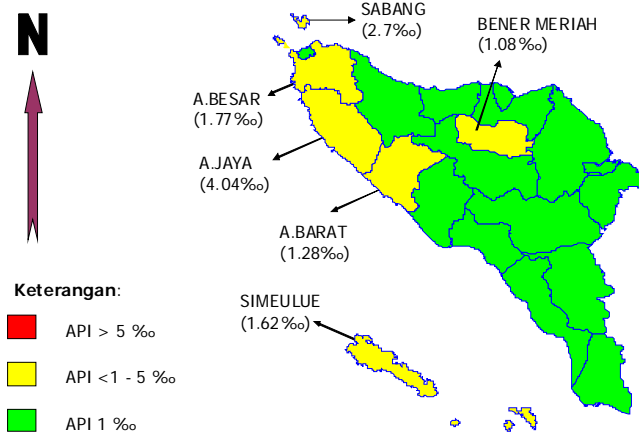 N
SABANG
(2.7‰)
BENER MERIAH
(1.08‰)
A.BESAR
(1.77‰)
A.JAYA
(4.04‰)
A.BARAT
(1.28‰)
SIMEULUE
(1.62‰)
Keterangan:
API > 5 ‰
API <1 - 5 ‰
API 1 ‰